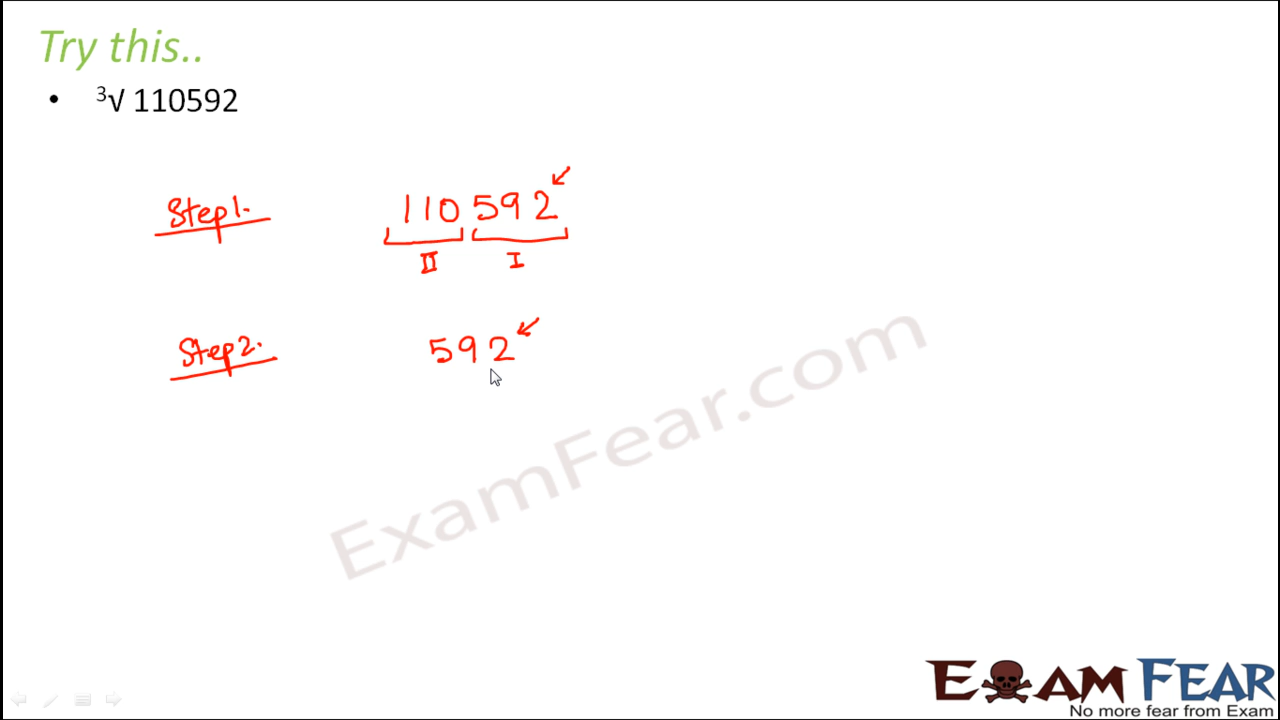 Try this..
• ³√ 110592
Step1. 110 592
II I
Step2. 592
ExamFear.com
EXAM FEAR
No more fear from Exam